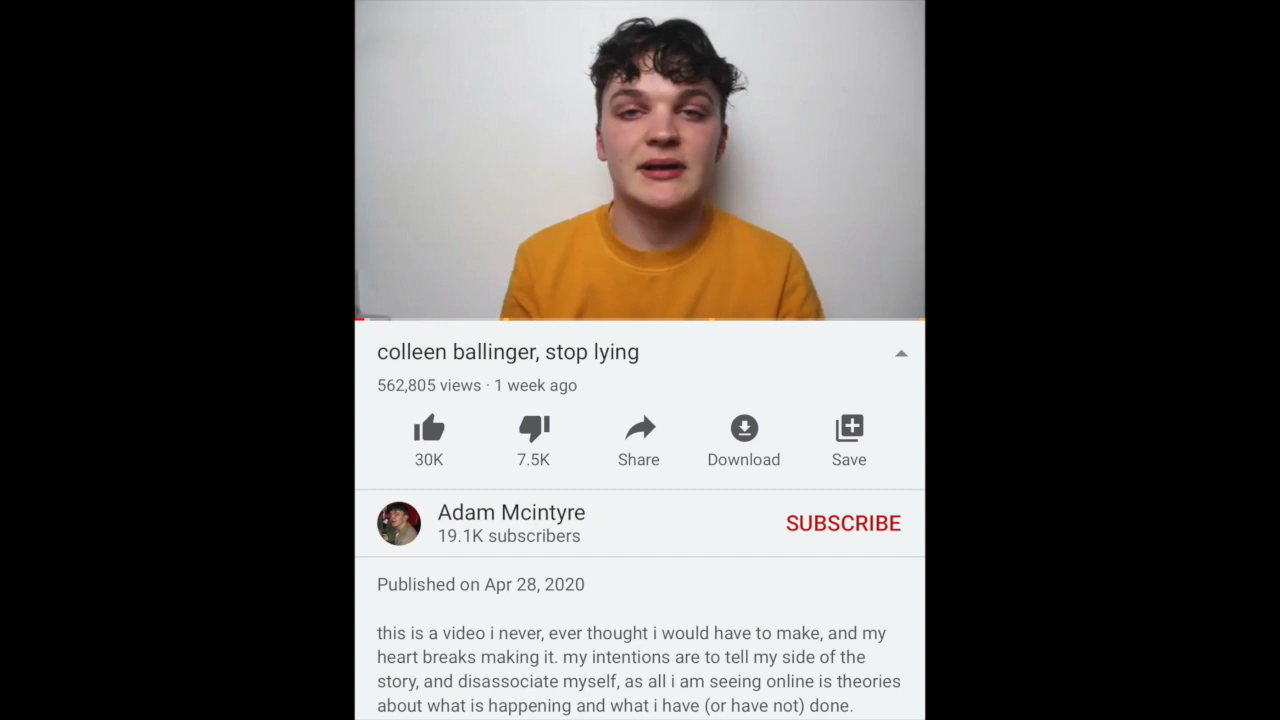 colleen ballinger, stop lying
562,805 views · 1 week ago
30K
7.5K
Share
Download
Save
Adam Mcintyre
19.1K subscribers
SUBSCRIBE
Published on Apr 28, 2020
this is a video i never, ever thought i would have to make, and my
heart breaks making it. my intentions are to tell my side of the
story, and disassociate myself, as all i am seeing online is theories
about what is happening and what i have (or have not) done.